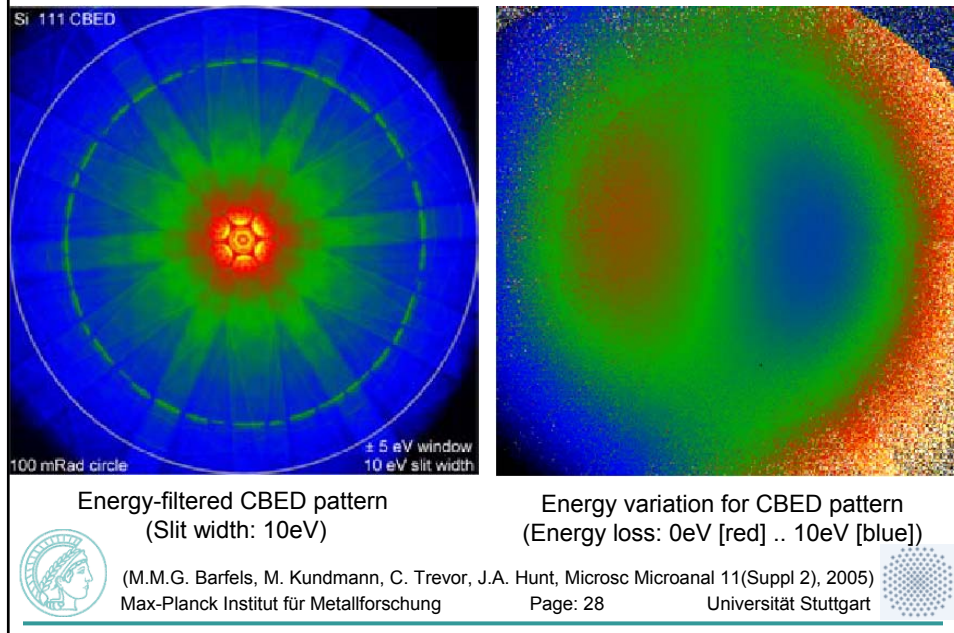 Si 111 CBED
± 5 eV window
100 mRad circle
10 eV slit width
Energy-filtered CBED pattern
(Slit width: 10eV)
Energy variation for CBED pattern
(Energy loss: 0eV [red] .. 10eV [blue])
(M.M.G. Barfels, M. Kundmann, C. Trevor, J.A. Hunt, Microsc Microanal 11(Suppl 2), 2005)
Max-Planck Institut für Metallforschung Page: 28 Universität Stuttgart